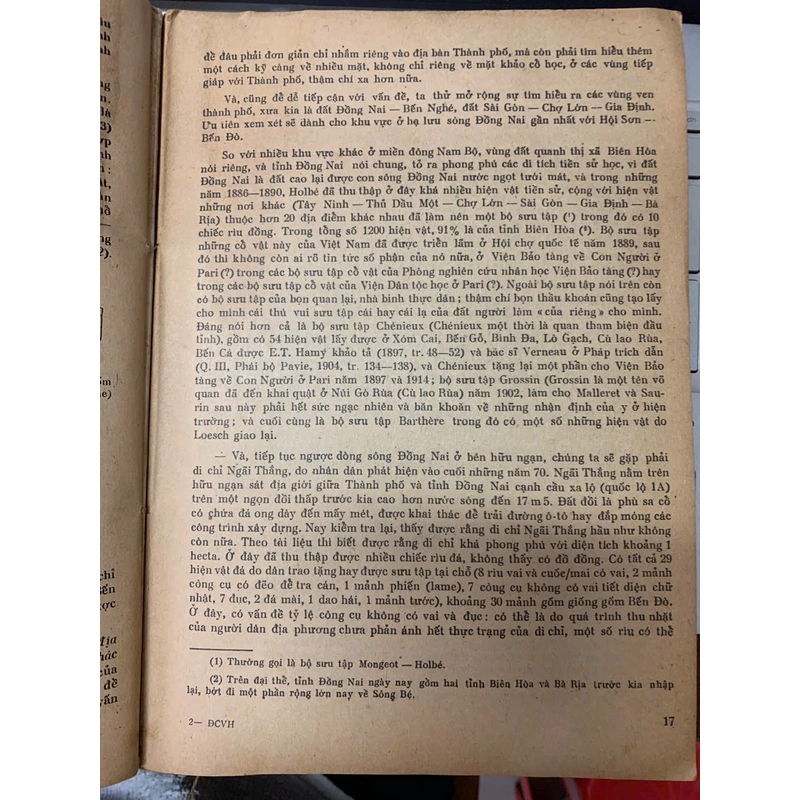 đề đâu phải đơn giản chỉ nhằm riêng vào địa bàn Thành phố, mà còn phải tìm hiểu thêm
một cách kỹ càng về nhiều mặt, không chỉ riêng về mặt khảo cổ học, ở các vùng tiếp
giáp với Thành phố, thậm chí xa hơn nữa.
Và, cũng để dễ tiếp cận với vấn đề, ta thử mở rộng sự tìm hiểu ra các vùng ven
thành phố, xưa kia là đất Đồng Nai — Bến Nghé, đất Sài Gòn — Chợ Lớn — Gia Định.
Ưu tiên xem xét sẽ dành cho khu vực ở hạ lưu sông Đồng Nai gần nhất với Hội Sơn —
Bến Đò.
So với nhiều khu vực khác ở miền đông Nam Bộ, vùng đất quanh thị xã Biên Hòa
nói riêng, và tỉnh Đồng Nai nói chung, tỏ ra phong phú các di tích tiền sử học, vì đất
Đồng Nai là đất cao lại được con sông Đồng Nai nước ngọt tưới mát, và trong những
năm 1886—1890, Holbé đã thu thập ở đây khá nhiều hiện vật tiền sử, cộng với hiện vật
những nơi khác (Tây Ninh — Thủ Dầu Một — Chợ Lớn — Sài Gòn — Gia Định — Bà
Rịa) thuộc hơn 20 địa điểm khác nhau đã làm nên một bộ sưu tập (¹) trong đó có 10
chiếc rìu đồng. Trong tổng số 1200 hiện vật, 91% là của tỉnh Biên Hòa (²). Bộ sưu tập
những cổ vật này của Việt Nam đã được triển lãm ở Hội chợ quốc tế năm 1889, sau
đó thì không còn ai rõ tin tức số phận của nó nữa, ở Viện Bảo tàng về Con Người ở
Pari (?) trong các bộ sưu tập cổ vật của Phòng nghiên cứu nhân học Viện Bảo tàng (?) hay
trong các bộ sưu tập cổ vật của Viện Dân tộc học ở Pari (?). Ngoài bộ sưu tập nói trên còn
có bộ sưu tập của bọn quan lại, nhà binh thực dân ; thậm chí bọn thầu khoán cũng tạo lấy
cho mình cái thú vui sưu tập cái hay cái lạ của đất người làm « của riêng » cho mình.
Đáng nói hơn cả là bộ sưu tập Chénieux (Chénieux một thời là quan tham biện đầu
tỉnh), gồm có 54 hiện vật lấy ở Xóm Cai, Bến Gỗ, Bình Đa, Lò Gạch, Cù lao Rùa,
Bến Cá được E.T. Hamý khảo tả (1897, tr. 48—52) và bác sĩ Verneau ở Pháp trích dẫn
(Q. III, Phái bộ Pavie, 1904, tr. 134—138), và Chénieux tặng lại một phần cho Viện Bảo
tàng về Con Người ở Pari năm 1897 và 1914 ; bộ sưu tập Grossin (Grossin là một tên võ
quan đã đến khai quật ở Núi Gò Rùa (Cù lao Rùa) năm 1902, làm cho Malleret và Sau-
rin sau này phải hết sức ngạc nhiên và băn khoăn về những nhận định của y ở hiện
trường ; và cuối cùng là bộ sưu tập Barthère trong đó có, một số những hiện vật do
Loesch giao lại.
— Và, tiếp tục ngược dòng sông Đồng Nai ở bên hữu ngạn, chúng ta sẽ gặp phải
di chỉ Ngãi Thắng, do nhân dân phát hiện vào cuối những năm 70. Ngãi Thắng nằm trên
hữu ngạn sát địa giới giữa Thành phố và tỉnh Đồng Nai cạnh cầu xa lộ (quốc lộ 1A)
trên một ngọn đồi thấp trước kia cao hơn nước sông đến 17 m5. Đất đồi là phù sa cổ
có chứa đá ong dày đến mấy mét, được khai thác để trải đường ô-tô hay đắp móng các
công trình xây dựng. Nay kiểm tra lại, thấy được rằng di chỉ Ngãi Thắng hầu như không
còn nữa. Theo tài liệu thì biết được rằng di chỉ khá phong phú với diện tích khoảng 1
hecta. Ở đây đã thu thập được nhiều chiếc rìu đá, không thấy có đồ đồng. Có tất cả 29
hiện vật đá do dân trao tặng hay được sưu tập tại chỗ (8 rìu vai và cuốc/mai có vai, 2 mảnh
công cụ có đẽo để tra cán, 1 mảnh phiến (lame), 7 công cụ không có vai tiết diện chữ
nhật, 7 đục, 2 đá mài, 1 dao hái, 1 mảnh tước), khoảng 30 mảnh gốm giống gốm Bến Đò.
Ở đây, có vấn đề tỷ lệ công cụ không có vai và đục : có thể là do quá trình thu nhặt
của người dân địa phương chưa phản ánh hết thực trạng của di chỉ, một số rìu có thể
(1) Thường gọi là bộ sưu tập Mongeot — Holbé.
(2) Trên đại thể, tỉnh Đồng Nai ngày nay gồm hai tỉnh Biên Hòa và Bà Rịa trước kia nhập
lại, bớt đi một phần rộng lớn nay về Sông Bé.
2— ĐCVH
17